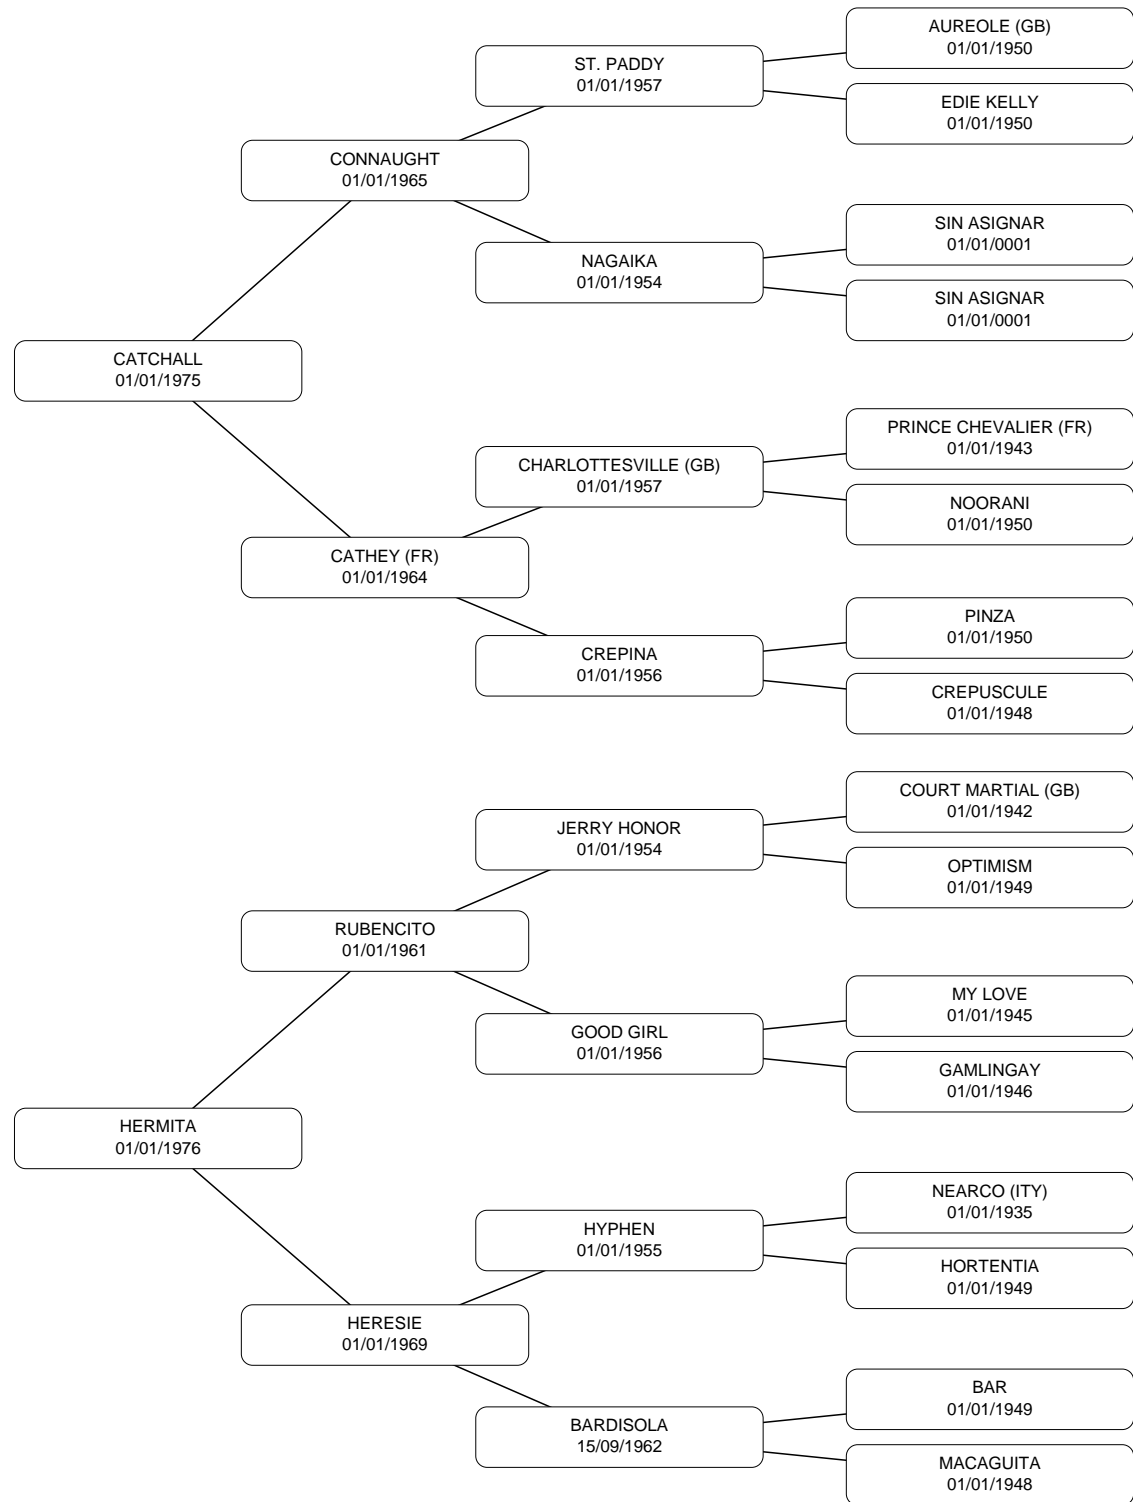 AUREOLE (GB)
01/01/1950
ST. PADDY
01/01/1957
EDIE KELLY
01/01/1950
CONNAUGHT
01/01/1965
SIN ASIGNAR
01/01/0001
NAGAIKA
01/01/1954
SIN ASIGNAR
01/01/0001
CATCHALL
01/01/1975
PRINCE CHEVALIER (FR)
01/01/1943
CHARLOTTESVILLE (GB)
01/01/1957
NOORANI
01/01/1950
CATHEY (FR)
01/01/1964
PINZA
01/01/1950
CREPINA
01/01/1956
CREPUSCULE
01/01/1948
COURT MARTIAL (GB)
01/01/1942
JERRY HONOR
01/01/1954
OPTIMISM
01/01/1949
RUBENCITO
01/01/1961
MY LOVE
01/01/1945
GOOD GIRL
01/01/1956
GAMLINGAY
01/01/1946
HERMITA
01/01/1976
NEARCO (ITY)
01/01/1935
HYPHEN
01/01/1955
HORTENTIA
01/01/1949
HERESIE
01/01/1969
BAR
01/01/1949
BARDISOLA
15/09/1962
MACAGUITA
01/01/1948